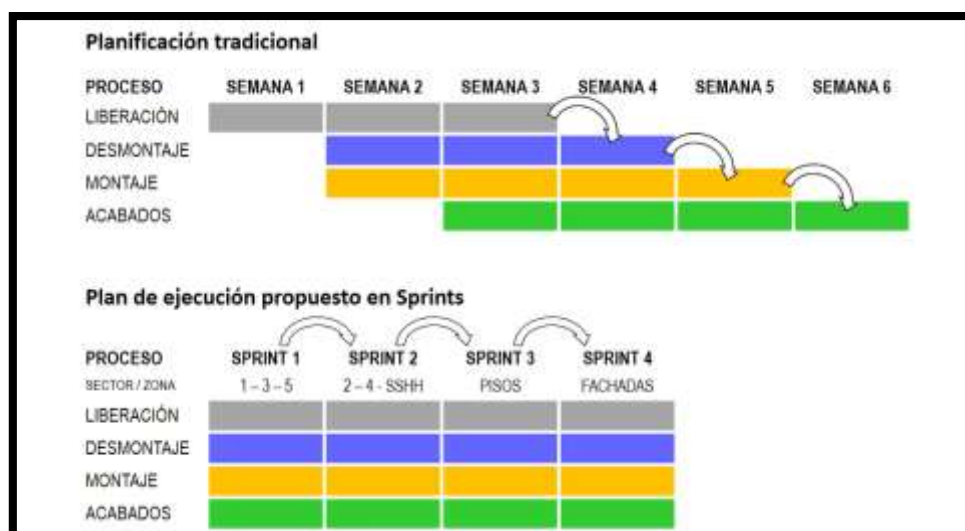 Planificación tradicional
PROCESO SEMANA 1 SEMANA 2 SEMANA 3 SEMANA 4 SEMANA 5 SEMANA 6
LIBERACIÓN
DESMONTAJE
MONTAJE
ACABADOS
Plan de ejecución propuesto en Sprints
PROCESO SPRINT 1 SPRINT 2 SPRINT 3 SPRINT 4
SECTOR / ZONA 1 – 3 – 5 2 – 4 - SSHH PISOS FACHADAS
LIBERACIÓN
DESMONTAJE
MONTAJE
ACABADOS